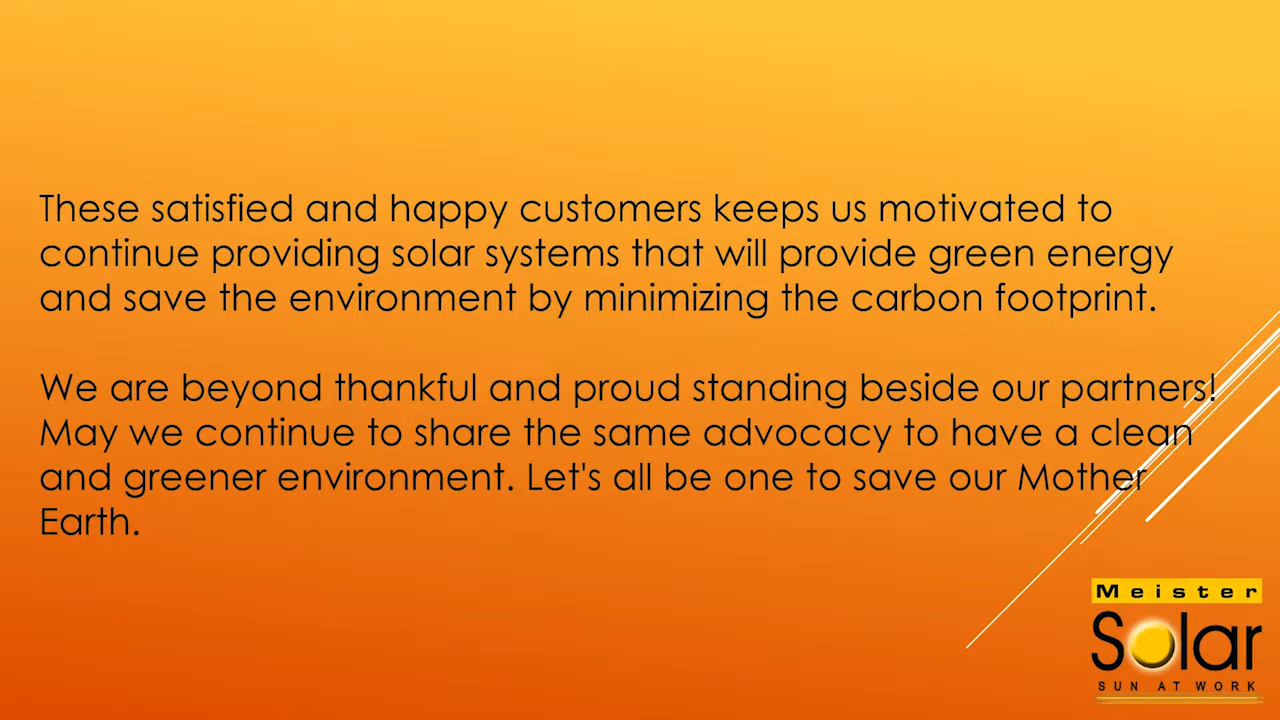 These satisfied and happy customers keeps us motivated to
continue providing solar systems that will provide green energy
and save the environment by minimizing the carbon footprint.
We are beyond thankful and proud standing beside our partners!
May we continue to share the same advocacy to have a clean
and greener environment. Let's all be one to save our Mother
Earth.
Meister
Solar
SUN AT WORK